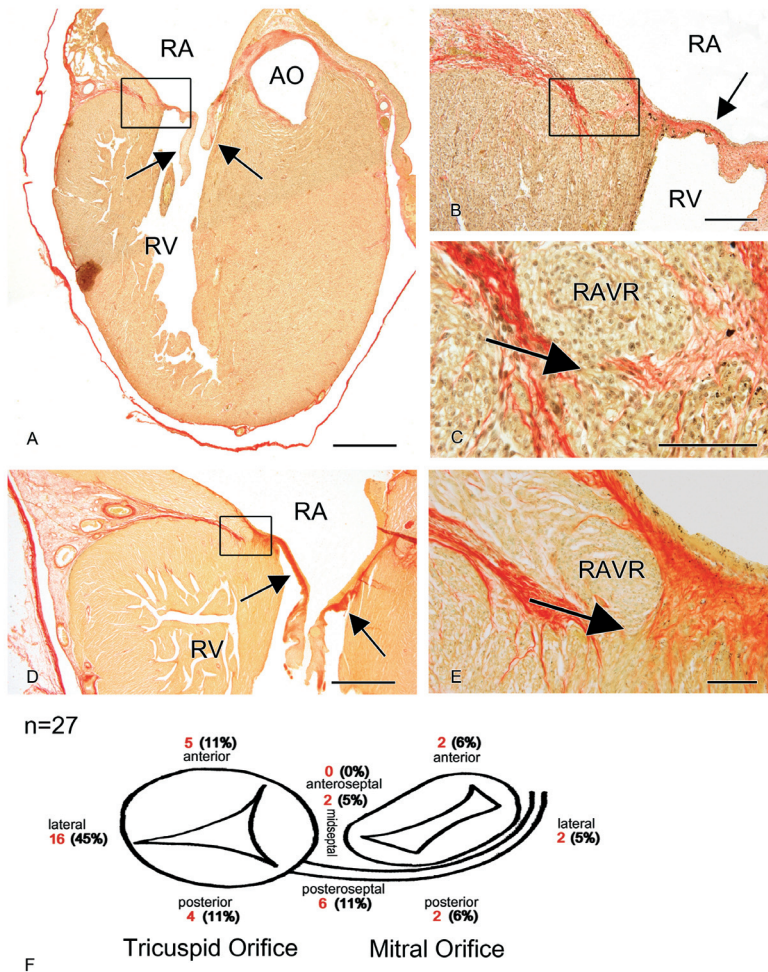 RA
AO
RV
A
RA
RV
B
RAVR
C
RA
RV
D
RAVR
E
n=27
5 (11%)
anterior
2 (6%)
anterior
0 (0%)
anteroseptal
2 (5%)
midseptal
lateral
16 (45%)
lateral
2 (5%)
posterior
4 (11%)
posteroseptal
6 (11%)
posterior
2 (6%)
Tricuspid Orifice
Mitral Orifice
F